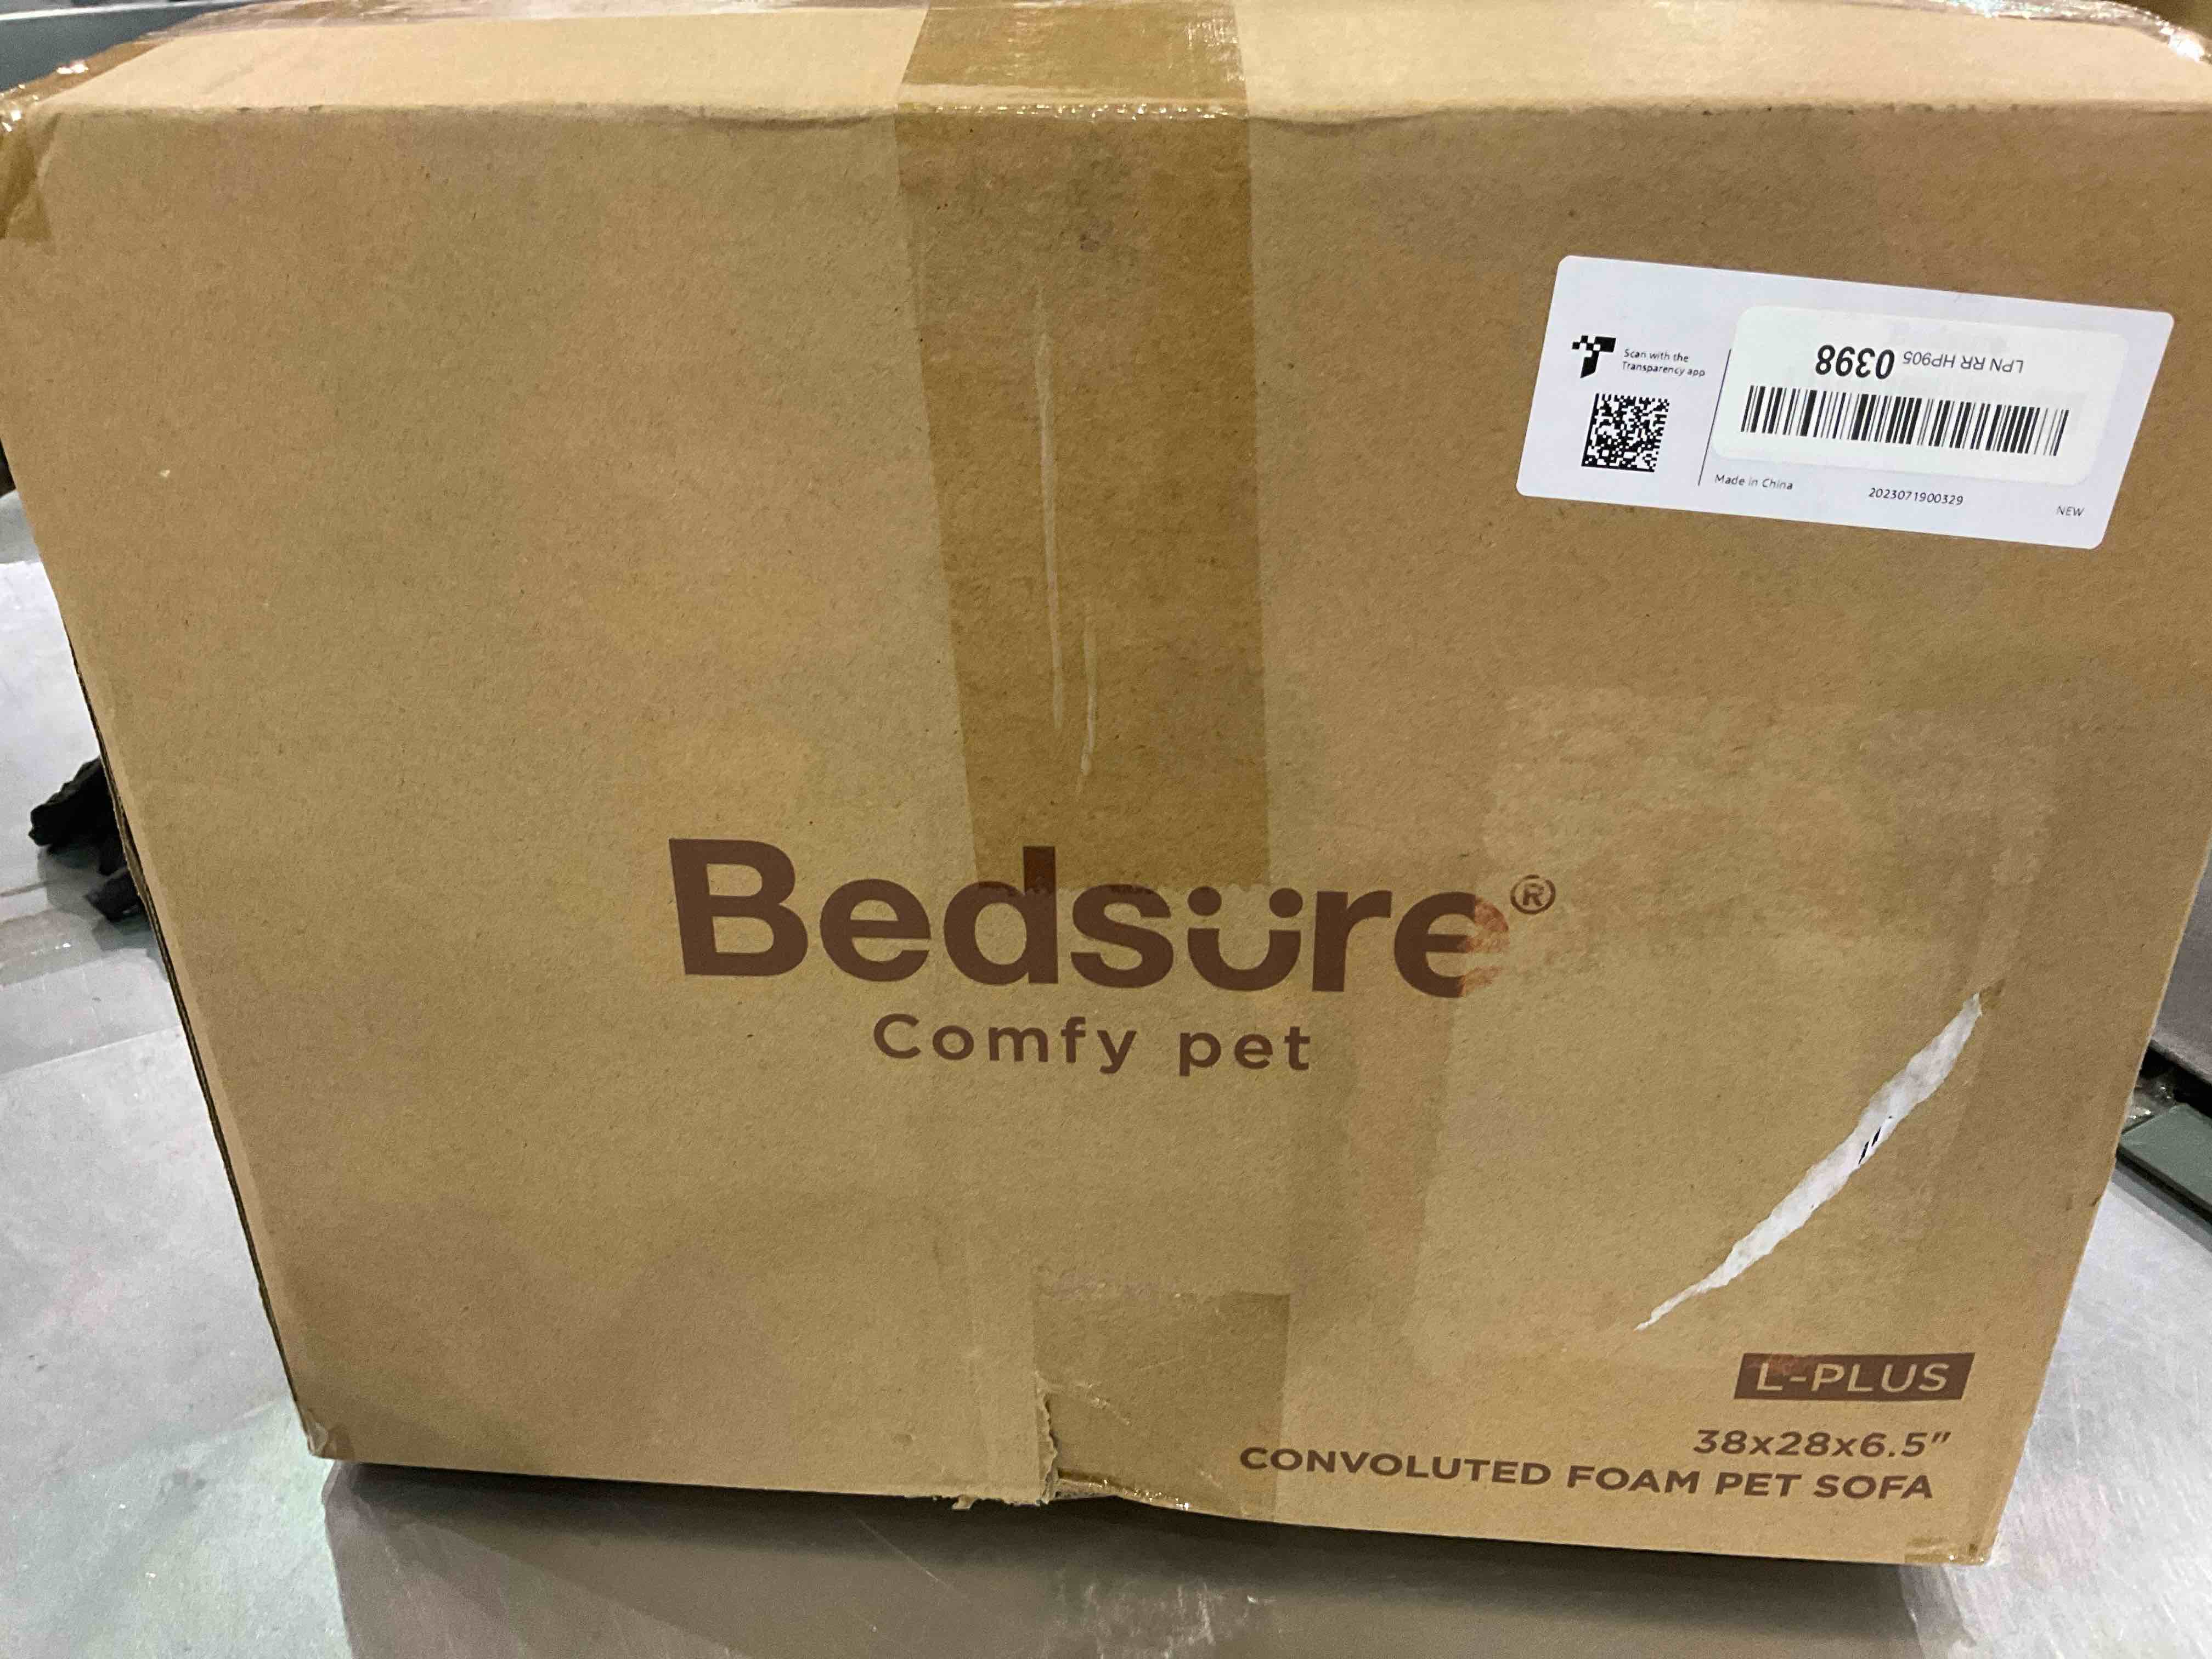 Scan with the
Transparency app
LPN RR HP905 0398
Made in China
2023071900329
NEW
Bedsure®
Comfy pet
L-PLUS
38x28x6.5"
CONVOLUTED FOAM PET SOFA